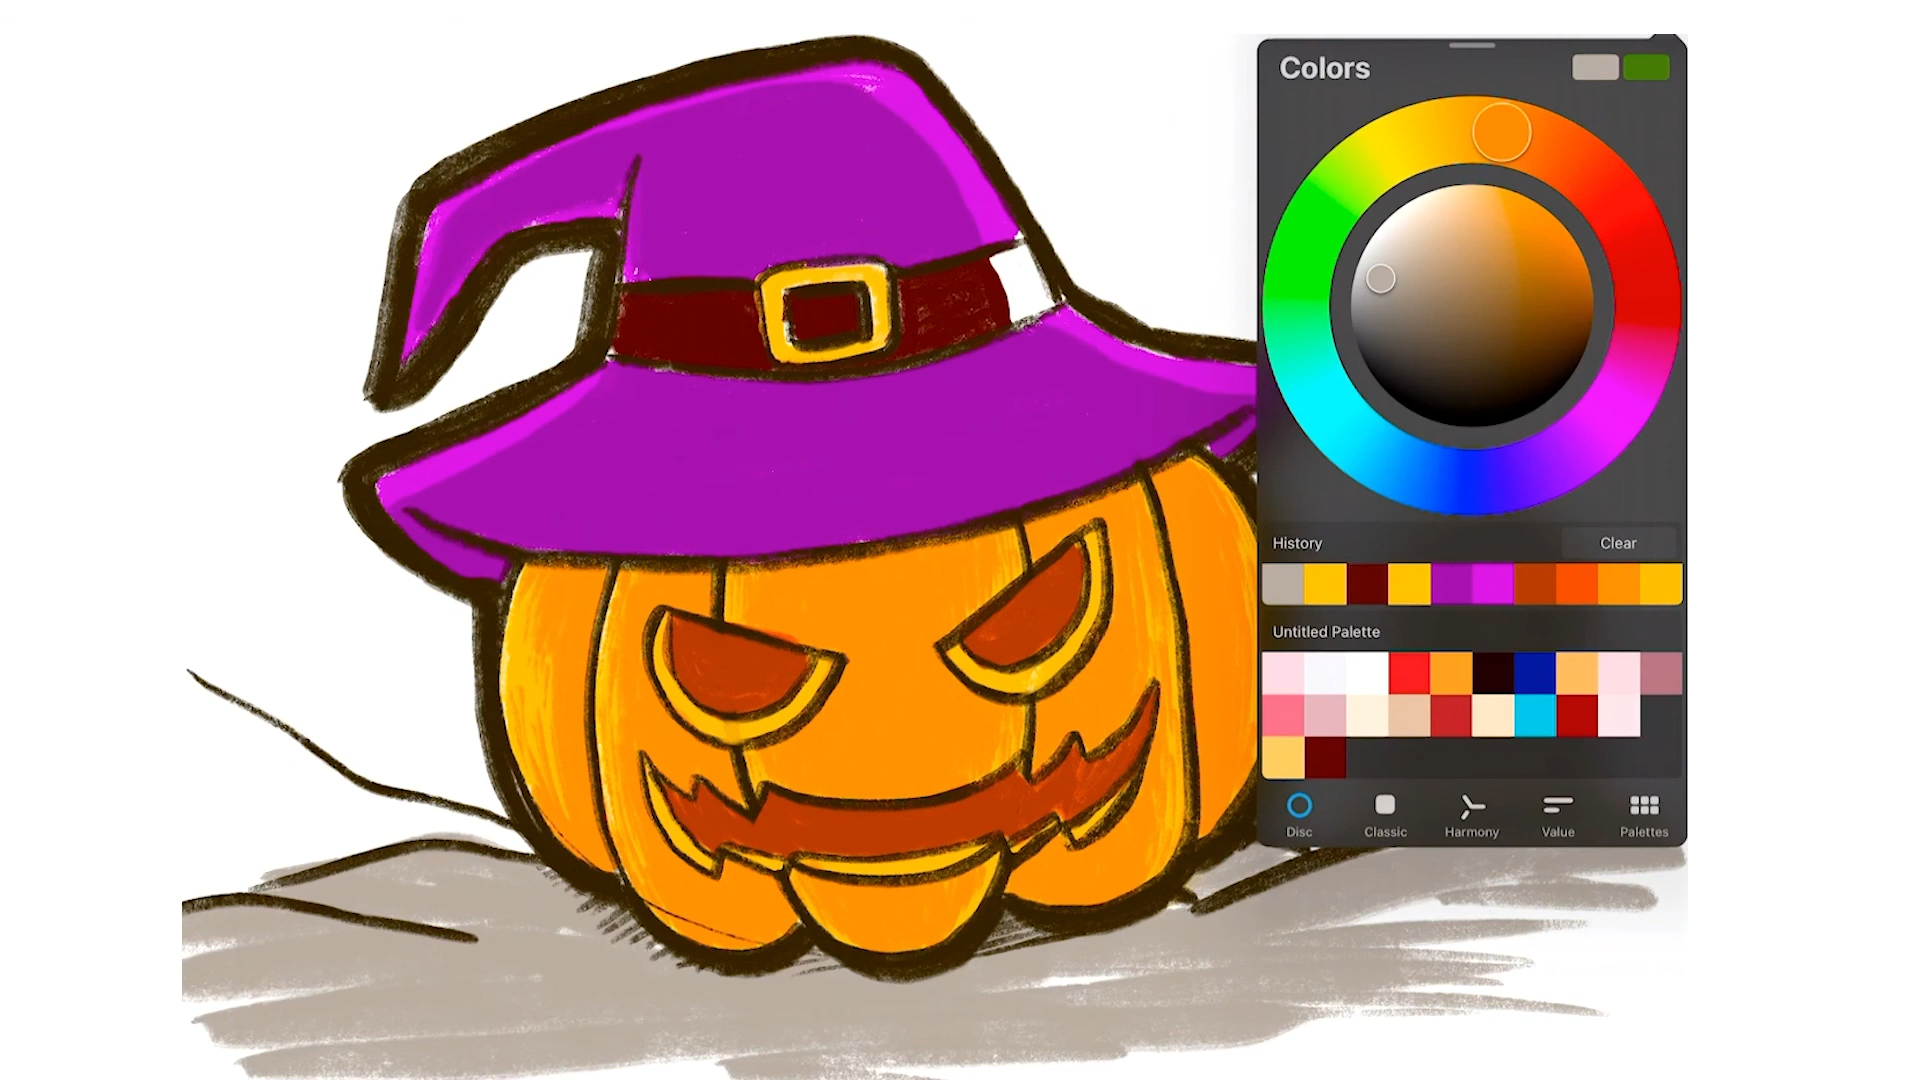 Colors
History
Clear
Untitled Palette
Disc
Classic
Harmony
Value
Palettes